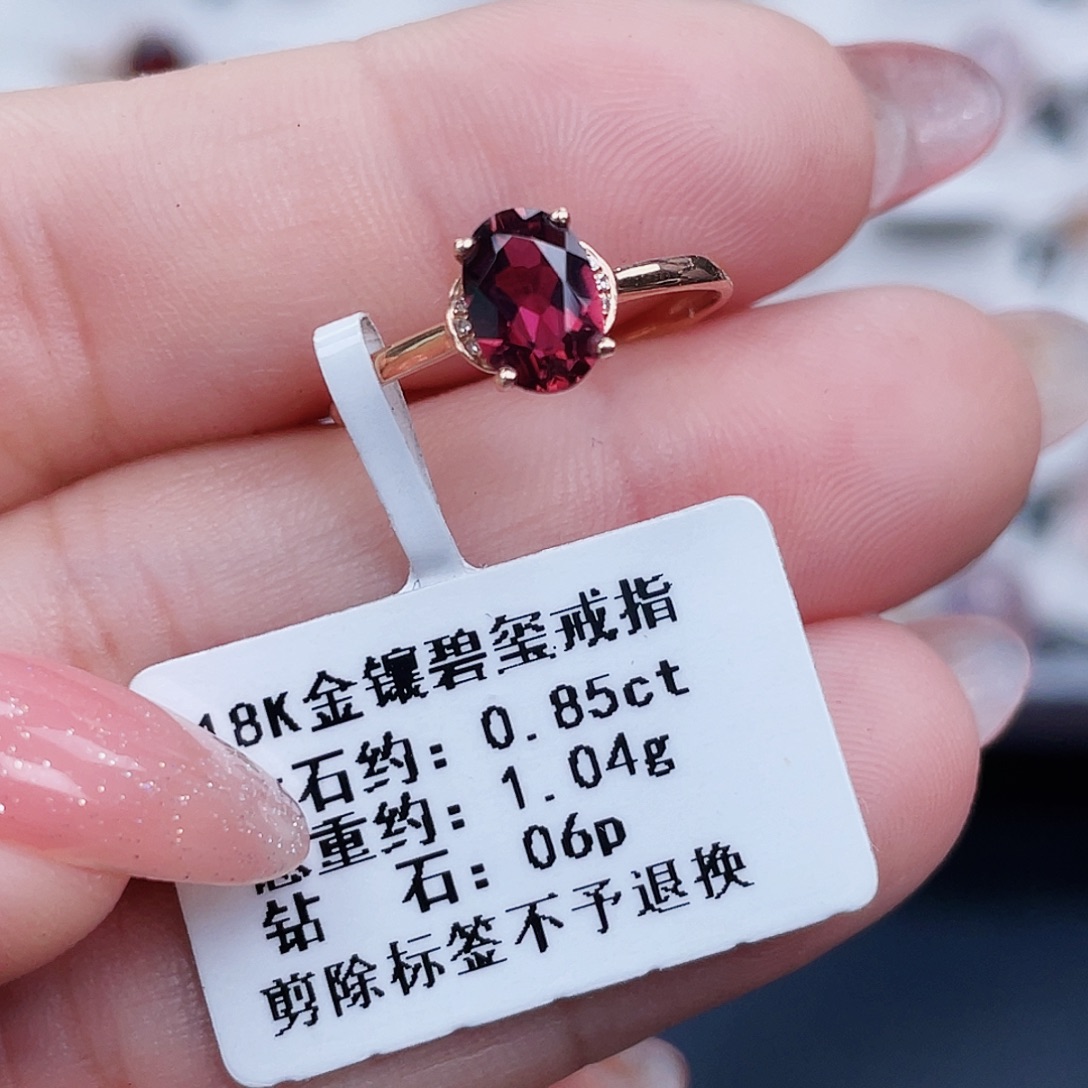 18K金镶碧玺戒指
石约: 0.85ct
重约: 1.04g
钻 石: 06p
剪除标签不予退换